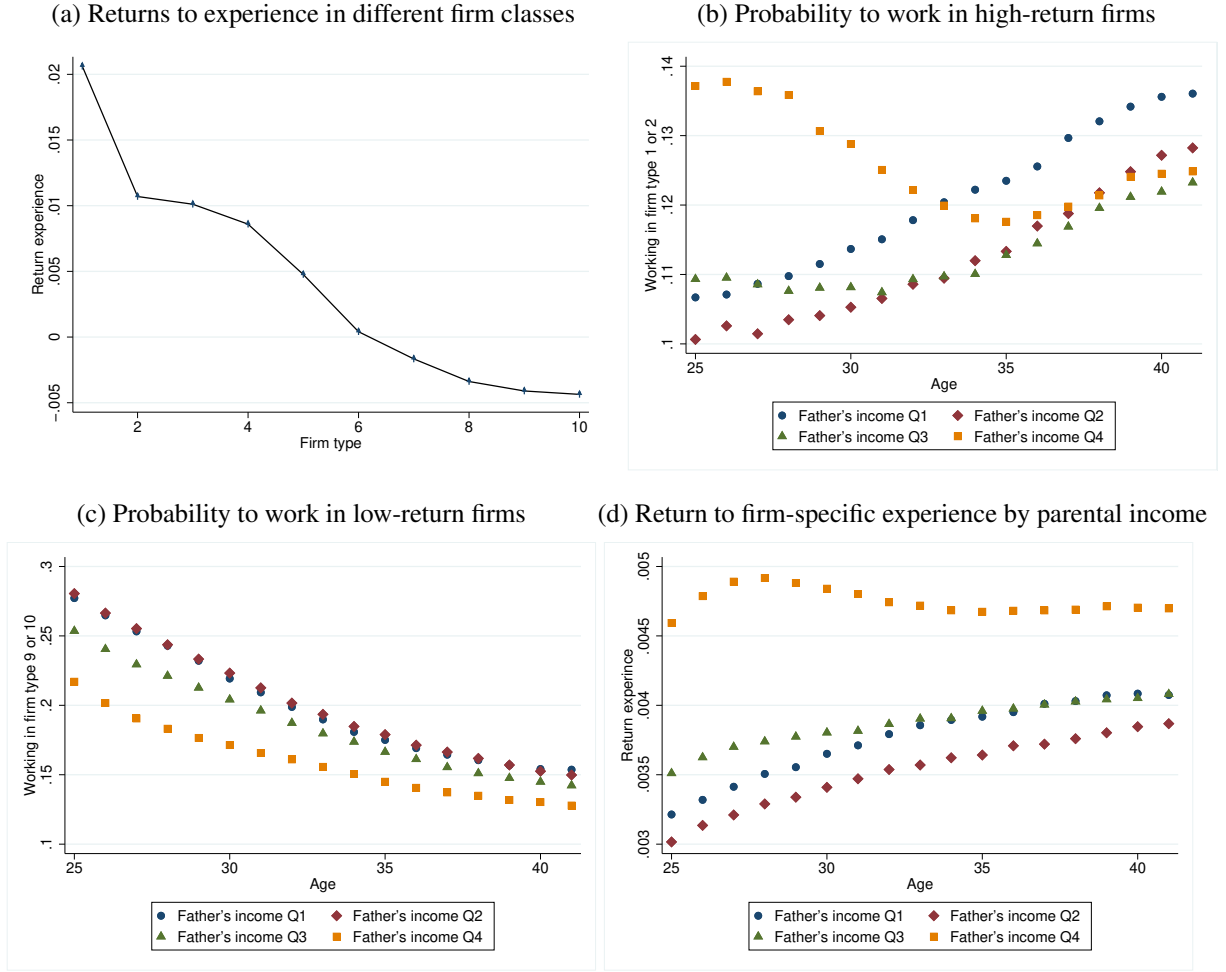 (a) Returns to experience in different firm classes
Return experience
.02
.015
.01
.005
0
-.005
2
4
6
8
10
Firm type
(b) Probability to work in high-return firms
Working in firm type 1 or 2
.14
.13
.12
.11
.1
25
30
35
40
Age
Father's income Q1
Father's income Q2
Father's income Q3
Father's income Q4
(c) Probability to work in low-return firms
Working in firm type 9 or 10
.3
.25
.2
.15
.1
25
30
35
40
Age
Father's income Q1
Father's income Q2
Father's income Q3
Father's income Q4
(d) Return to firm-specific experience by parental income
Return experince
.005
.0045
.004
.0035
.003
25
30
35
40
Age
Father's income Q1
Father's income Q2
Father's income Q3
Father's income Q4